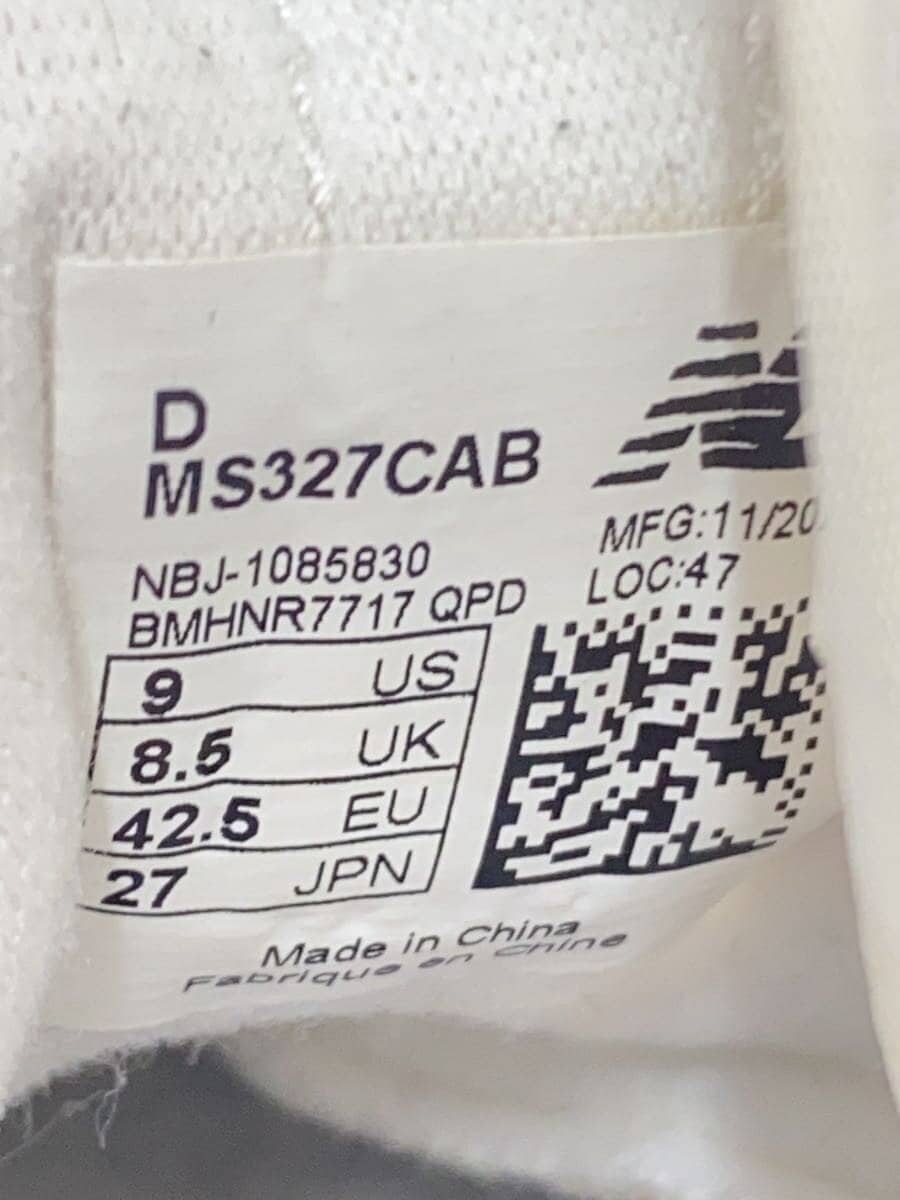 D
MS327CAB
NBJ-1085830
BMHNR7717 QPD
MFG:11/20
LOC:47
9 US
8.5 UK
42.5 EU
27 JPN
Made in China
Fabrique en Chine